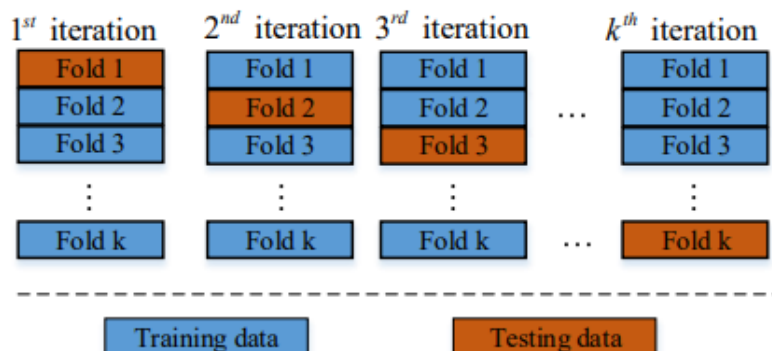 1st iteration 2nd iteration 3rd iteration kth iteration
Fold 1 Fold 1 Fold 1 Fold 1
Fold 2 Fold 2 Fold 2 ... Fold 2
Fold 3 Fold 3 Fold 3 Fold 3
⋮ ⋮ ⋮ ⋮
Fold k Fold k Fold k ... Fold k
Training data Testing data